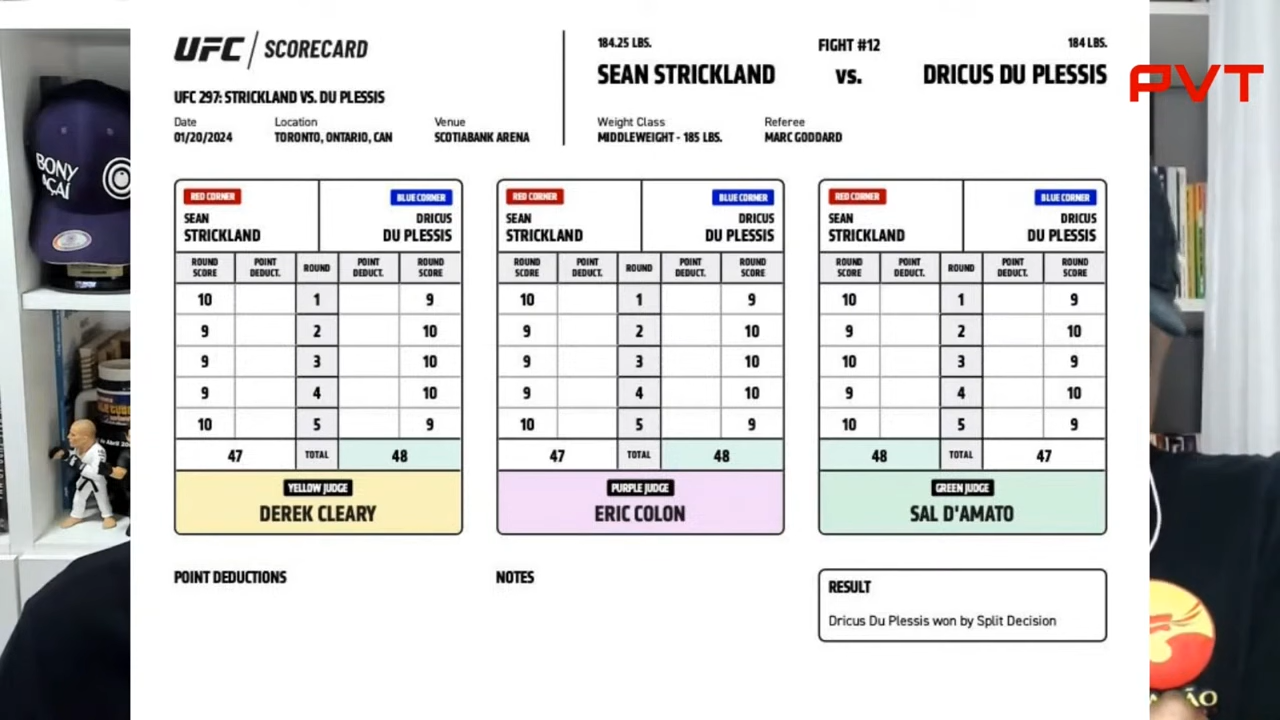 UFC / SCORECARD
UFC 297: STRICKLAND VS. DU PLESSIS
Date
01/20/2024
Location
TORONTO, ONTARIO, CAN
Venue
SCOTIABANK ARENA
184.25 LBS.
FIGHT #12
184 LBS.
SEAN STRICKLAND
VS.
DRICUS DU PLESSIS
Weight Class
MIDDLEWEIGHT - 185 LBS.
Referee
MARC GODDARD
PVT
BONY
AÇAÍ
RED CORNER BLUE CORNER
SEAN DRICUS
STRICKLAND DU PLESSIS
ROUND POINT ROUND POINT ROUND
SCORE DEDUCT. DEDUCT. SCORE
10 1 9
9 2 10
9 3 10
9 4 10
10 5 9
47 TOTAL 48
YELLOW JUDGE
DEREK CLEARY
RED CORNER BLUE CORNER
SEAN DRICUS
STRICKLAND DU PLESSIS
ROUND POINT ROUND POINT ROUND
SCORE DEDUCT. DEDUCT. SCORE
10 1 9
9 2 10
9 3 10
9 4 10
10 5 9
47 TOTAL 48
PURPLE JUDGE
ERIC COLON
RED CORNER BLUE CORNER
SEAN DRICUS
STRICKLAND DU PLESSIS
ROUND POINT ROUND POINT ROUND
SCORE DEDUCT. DEDUCT. SCORE
10 1 9
9 2 10
10 3 9
9 4 10
10 5 9
48 TOTAL 47
GREEN JUDGE
SAL D'AMATO
POINT DEDUCTIONS
NOTES
RESULT
Dricus Du Plessis won by Split Decision